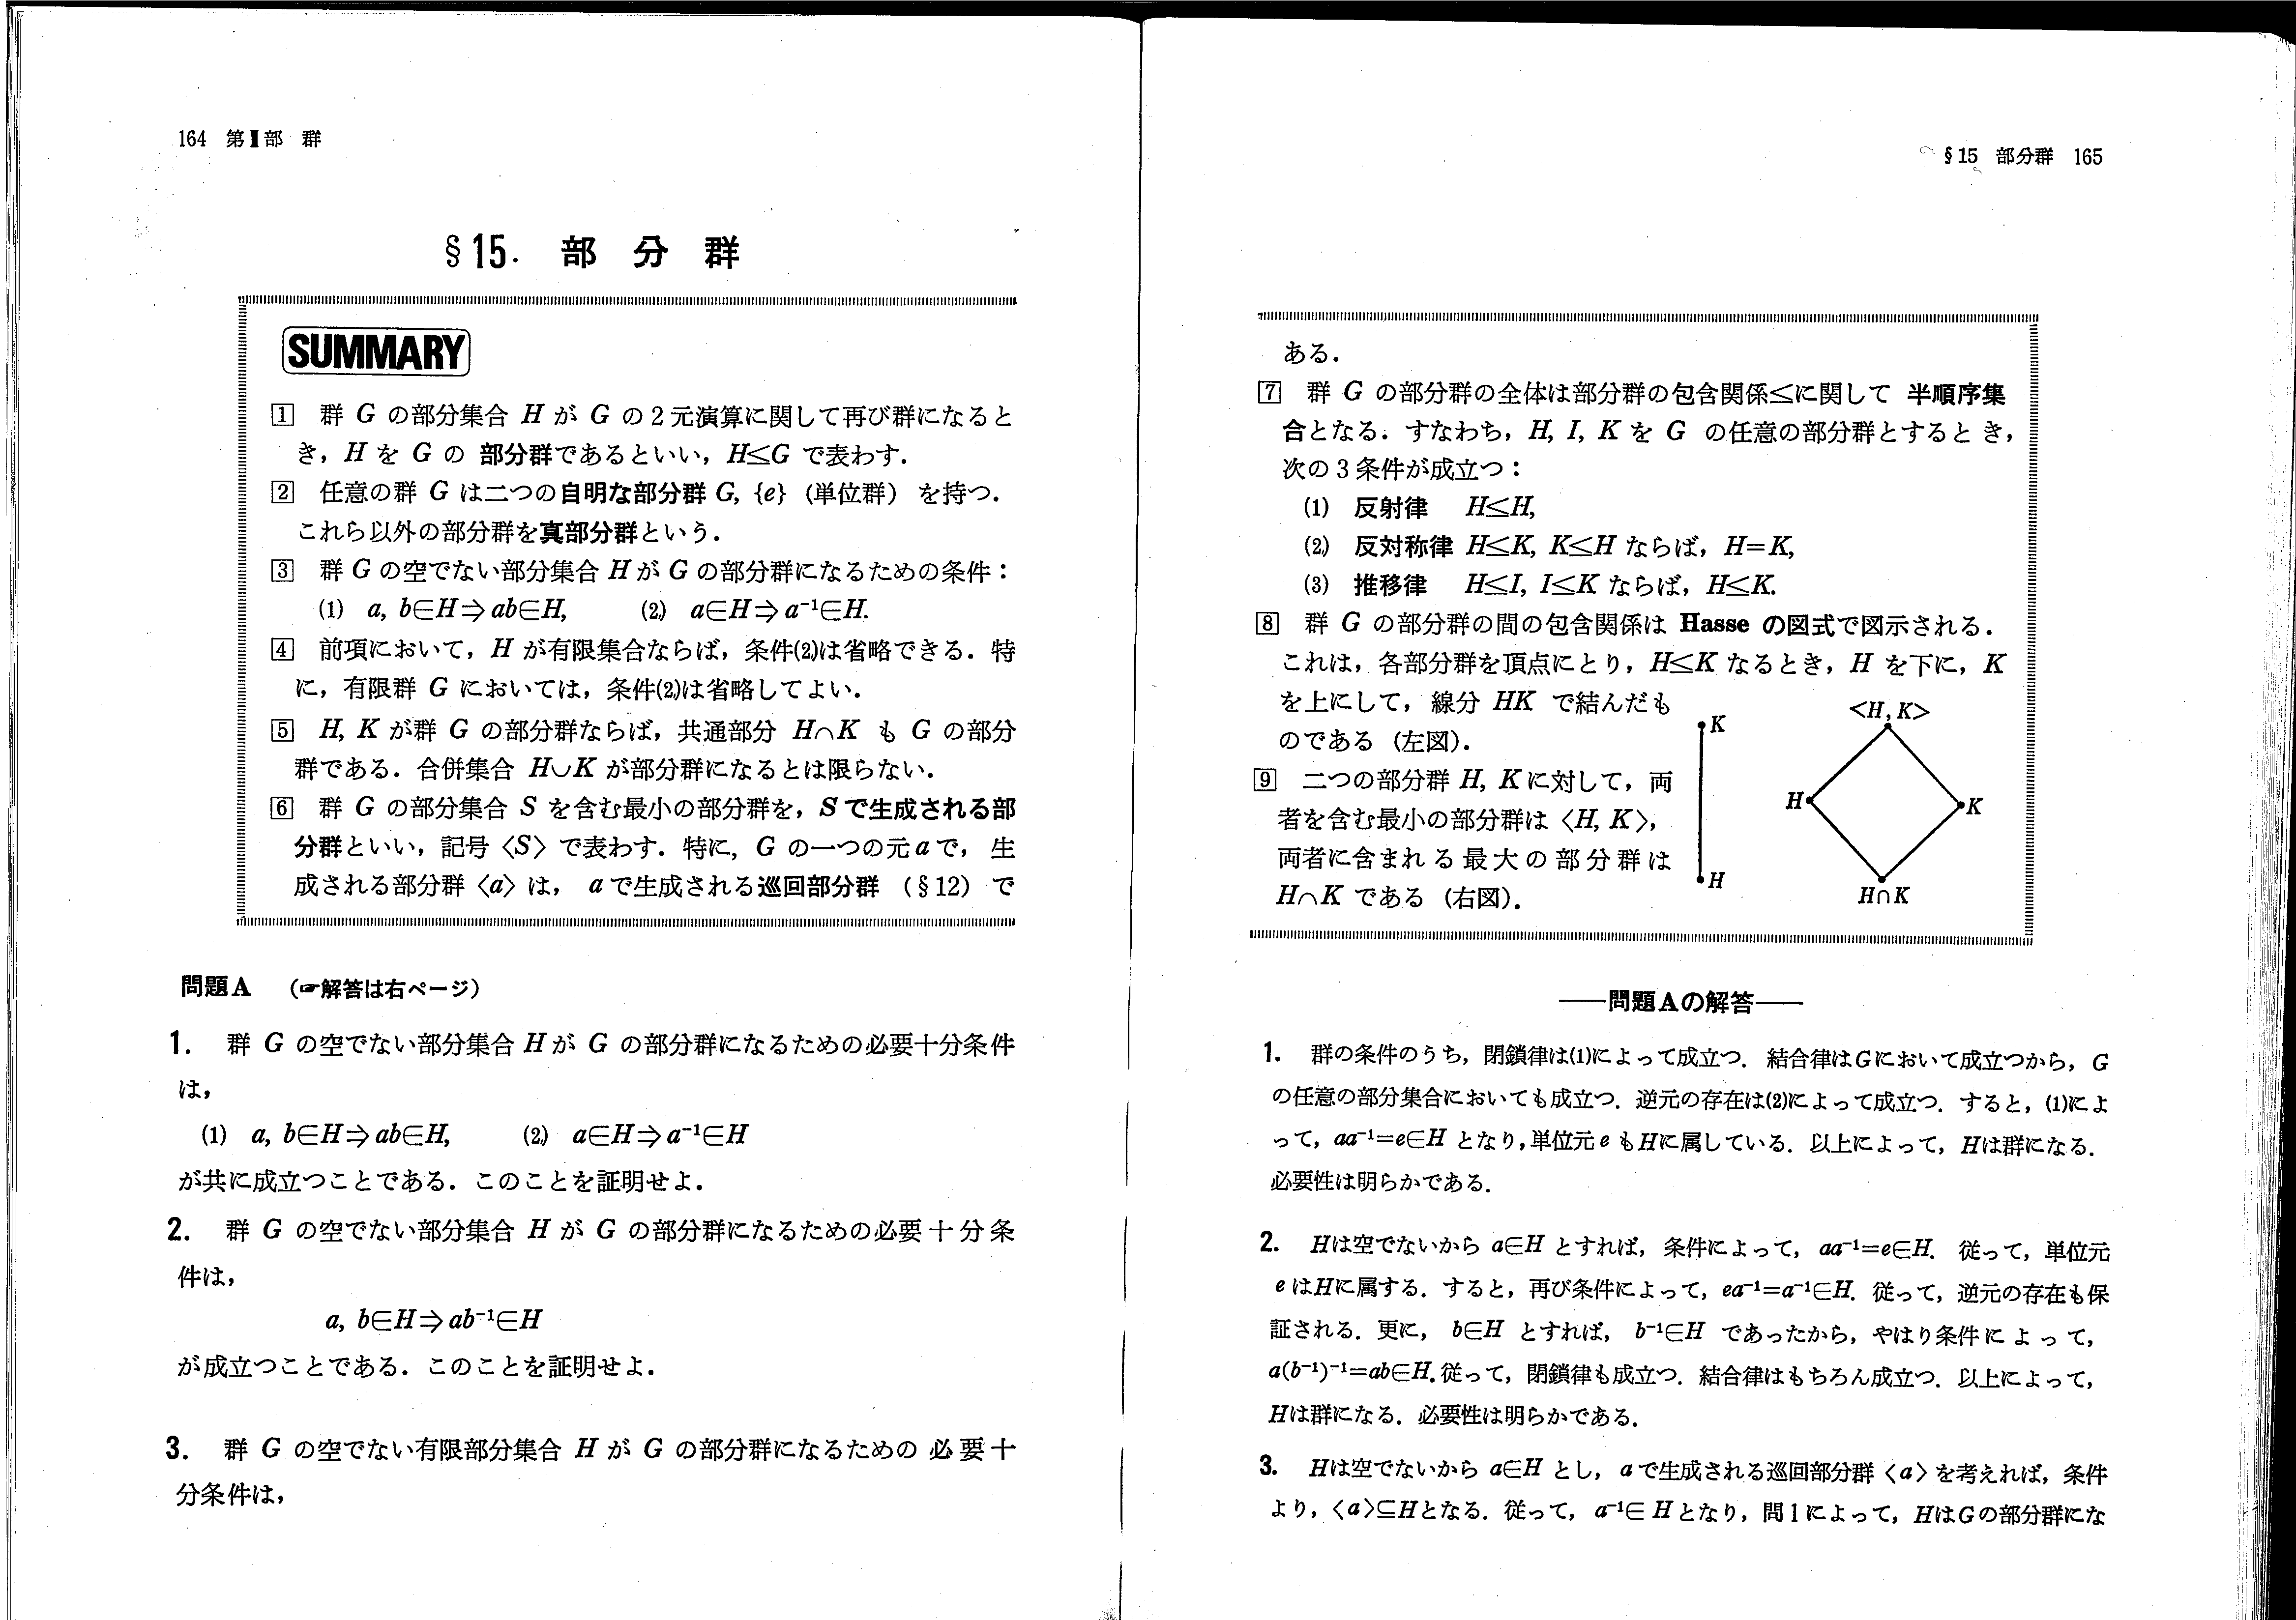 164 第Ⅱ部 群
§15. 部 分 群
SUMMARY
1 群 G の部分集合 H が G の2元演算に関して再び群になると
き，H を G の 部分群であるといい，H≤G で表わす．
2 任意の群 G は二つの自明な部分群 G, {e} (単位群) を持つ．
これら以外の部分群を真部分群という．
3 群 G の空でない部分集合 H が G の部分群になるための条件：
(1) a, b∈H⇒ab∈H, (2) a∈H⇒a⁻¹∈H.
4 前項において，H が有限集合ならば，条件(2)は省略できる．特
に，有限群 G においては，条件(2)は省略してよい．
5 H, K が群 G の部分群ならば，共通部分 H∩K も G の部分
群である．合併集合 H∪K が部分群になるとは限らない．
6 群 G の部分集合 S を含む最小の部分群を，S で生成される部
分群といい，記号〈S〉で表わす．特に，G の一つの元 a で，生
成される部分群〈a〉は，a で生成される巡回部分群 (§12) で
問題A (☞解答は右ページ)
1. 群 G の空でない部分集合 H が G の部分群になるための必要十分条件
は，
(1) a, b∈H⇒ab∈H, (2) a∈H⇒a⁻¹∈H
が共に成立つことである．このことを証明せよ．
2. 群 G の空でない部分集合 H が G の部分群になるための必要十分条
件は，
a, b∈H⇒ab⁻¹∈H
が成立つことである．このことを証明せよ．
3. 群 G の空でない有限部分集合 H が G の部分群になるための必要十
分条件は，
§15 部分群 165
ある．
7 群 G の部分群の全体は部分群の包含関係≤に関して 半順序集
合となる．すなわち，H, I, K を G の任意の部分群とするとき，
次の3条件が成立つ：
(1) 反射律 H≤H,
(2) 反対称律 H≤K, K≤H ならば，H=K,
(3) 推移律 H≤I, I≤K ならば，H≤K.
8 群 G の部分群の間の包含関係は Hasse の図式で図示される．
これは，各部分群を頂点にとり，H≤K なるとき，H を下に，K
を上にして，線分 HK で結んだも
のである (左図)．
9 二つの部分群 H, K に対して，両
者を含む最小の部分群は〈H, K〉，
両者に含まれる最大の部分群は
H∩K である (右図)．
K
H
<H, K>
H
K
H∩K
――問題Aの解答――
1. 群の条件のうち，閉鎖律は(1)によって成立つ．結合律はGにおいて成立つから，G
の任意の部分集合においても成立つ．逆元の存在は(2)によって成立つ．すると，(1)によ
って，aa⁻¹=e∈H となり，単位元 e もHに属している．以上によって，Hは群になる．
必要性は明らかである．
2. Hは空でないから a∈H とすれば，条件によって，aa⁻¹=e∈H. 従って，単位元
e はHに属する．すると，再び条件によって，ea⁻¹=a⁻¹∈H. 従って，逆元の存在も保
証される．更に，b∈H とすれば，b⁻¹∈H であったから，やはり条件によって，
a(b⁻¹)⁻¹=ab∈H. 従って，閉鎖律も成立つ．結合律はもちろん成立つ．以上によって，
Hは群になる．必要性は明らかである．
3. Hは空でないから a∈H とし，a で生成される巡回部分群〈a〉を考えれば，条件
より，〈a〉⊆Hとなる．従って，a⁻¹∈H となり，問1によって，HはGの部分群にな